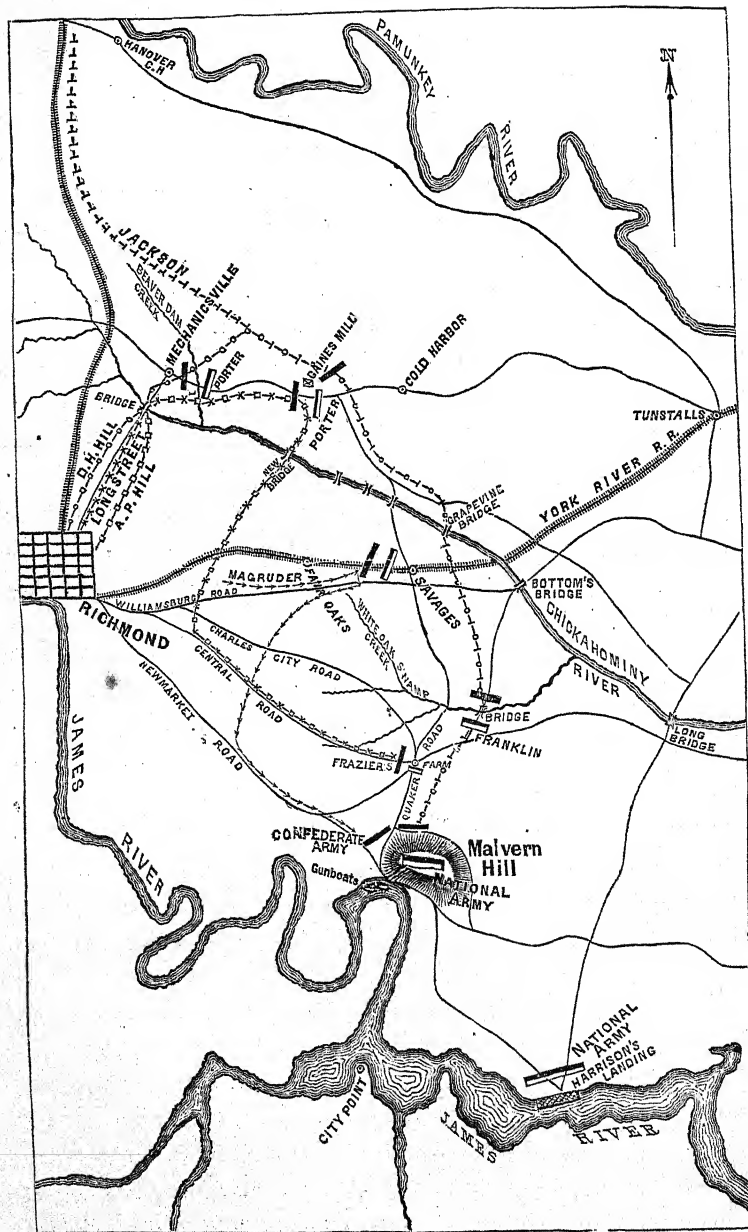 PAMUNKEY
RIVER
HANOVER
C.H
N
JACKSON
BEAVER DAM
CREEK
MECHANICSVILLE
PORTER
GAINES MILL
PORTER
COLD HARBOR
TUNSTALLS
BRIDGE
D.H. HILL
LONGSTREET
A.P. HILL
NEW
BRIDGE
GRAPEVINE
BRIDGE
YORK RIVER R.R.
MAGRUDER
FAIR OAKS
SAVAGES
BOTTOM'S
BRIDGE
WILLIAMSBURG ROAD
RICHMOND
WHITE OAK SWAMP
CREEK
CHICKAHOMINY
RIVER
CHARLES CITY ROAD
CENTRAL ROAD
NEWMARKET ROAD
BRIDGE
LONG
BRIDGE
FRANKLIN
FRAZIER'S FARM
QUAKER ROAD
JAMES
RIVER
CONFEDERATE
ARMY
Malvern
Hill
Gunboats
NATIONAL
ARMY
NATIONAL
ARMY
HARRISON'S
LANDING
CITY POINT
JAMES RIVER